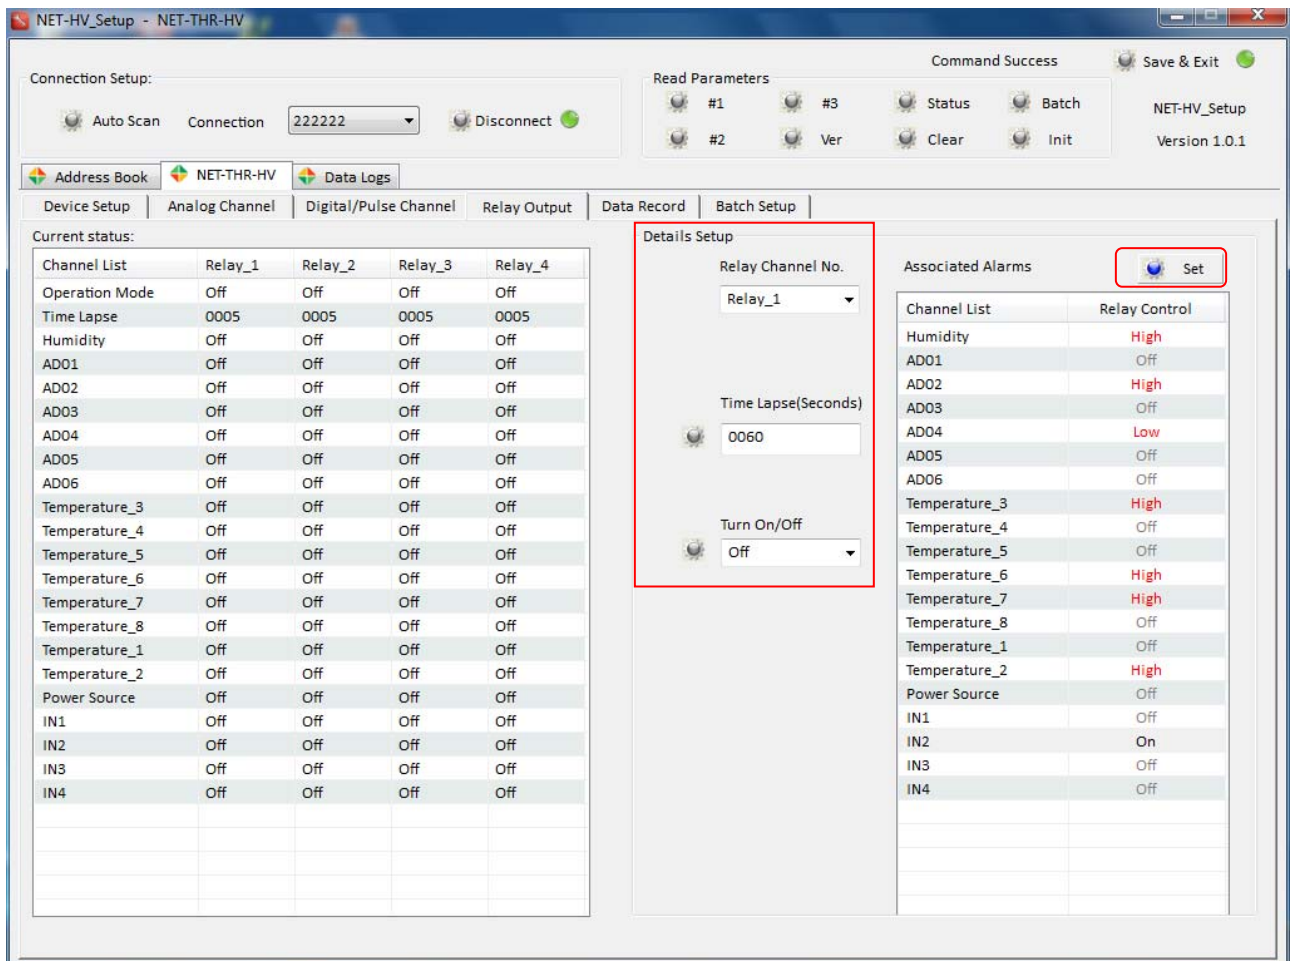 NET-HV_Setup - NET-THR-HV
Command Success
Save & Exit
Connection Setup:
Auto Scan Connection 222222 Disconnect
Read Parameters
#1 #3 Status Batch
#2 Ver Clear Init
NET-HV_Setup
Version 1.0.1
Address Book NET-THR-HV Data Logs
Device Setup Analog Channel Digital/Pulse Channel Relay Output Data Record Batch Setup
Current status:
Channel List Relay_1 Relay_2 Relay_3 Relay_4
Operation Mode Off Off Off Off
Time Lapse 0005 0005 0005 0005
Humidity Off Off Off Off
AD01 Off Off Off Off
AD02 Off Off Off Off
AD03 Off Off Off Off
AD04 Off Off Off Off
AD05 Off Off Off Off
AD06 Off Off Off Off
Temperature_3 Off Off Off Off
Temperature_4 Off Off Off Off
Temperature_5 Off Off Off Off
Temperature_6 Off Off Off Off
Temperature_7 Off Off Off Off
Temperature_8 Off Off Off Off
Temperature_1 Off Off Off Off
Temperature_2 Off Off Off Off
Power Source Off Off Off Off
IN1 Off Off Off Off
IN2 Off Off Off Off
IN3 Off Off Off Off
IN4 Off Off Off Off
Details Setup
Relay Channel No.
Relay_1
Time Lapse(Seconds)
0060
Turn On/Off
Off
Associated Alarms Set
Channel List Relay Control
Humidity High
AD01 Off
AD02 High
AD03 Off
AD04 Low
AD05 Off
AD06 Off
Temperature_3 High
Temperature_4 Off
Temperature_5 Off
Temperature_6 High
Temperature_7 High
Temperature_8 Off
Temperature_1 Off
Temperature_2 High
Power Source Off
IN1 Off
IN2 On
IN3 Off
IN4 Off